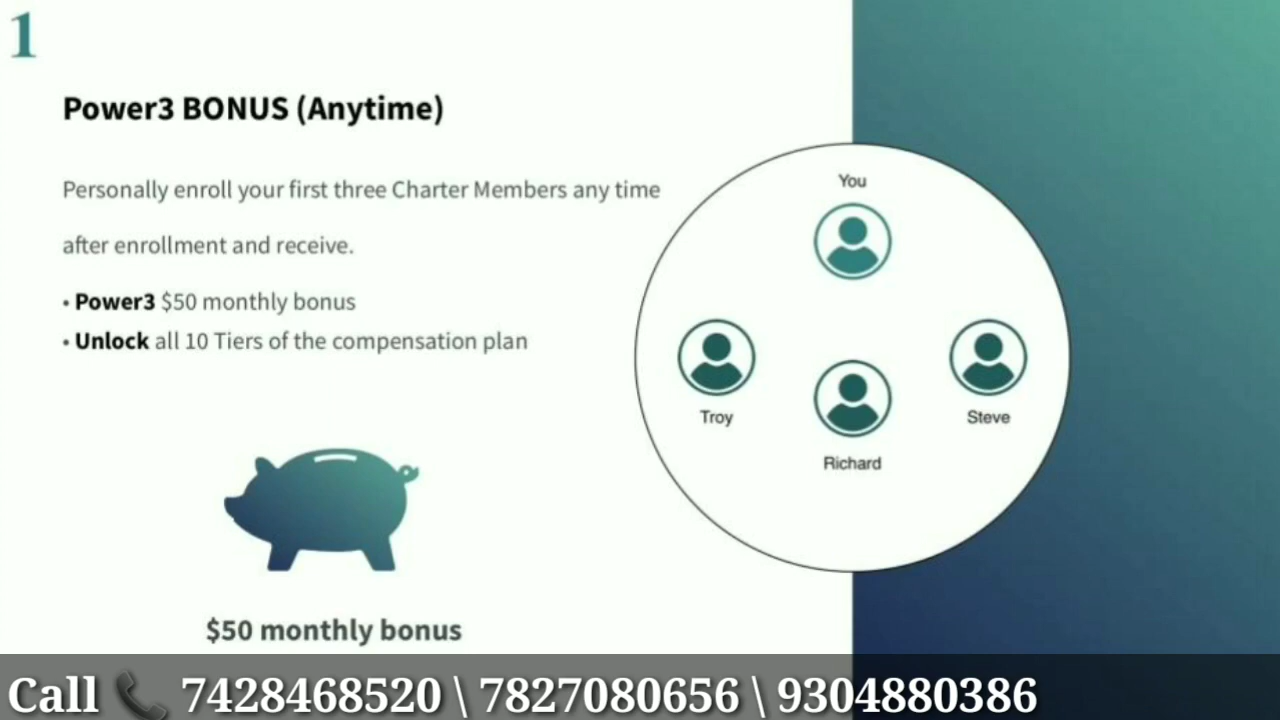 1
Power3 BONUS (Anytime)
Personally enroll your first three Charter Members any time
after enrollment and receive.
• Power3 $50 monthly bonus
• Unlock all 10 Tiers of the compensation plan
$50 monthly bonus
You
Troy
Richard
Steve
Call 📞 7428468520 \ 7827080656 \ 9304880386